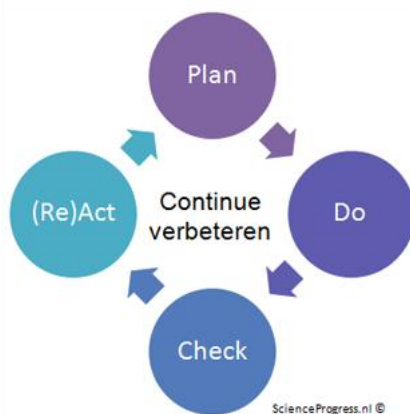 Plan
Do
Check
(Re)Act
Continue
verbeteren
ScienceProgress.nl ©